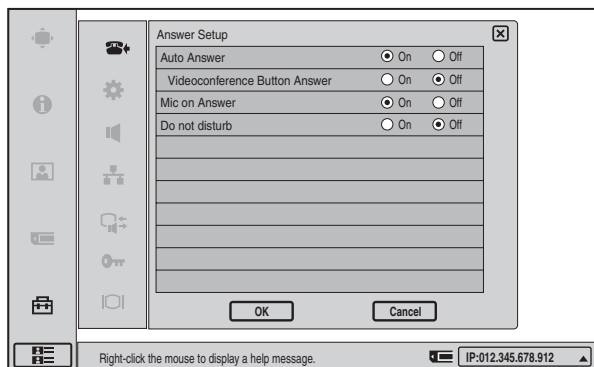 Answer Setup
Auto Answer On Off
Videoconference Button Answer On Off
Mic on Answer On Off
Do not disturb On Off
OK Cancel
Right-click the mouse to display a help message. IP:012.345.678.912